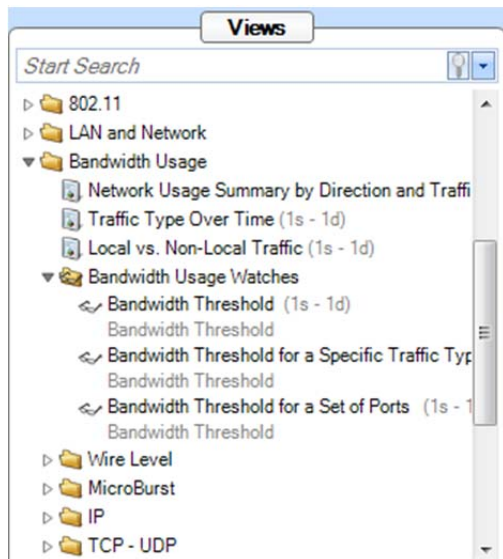 Views
Start Search
802.11
LAN and Network
Bandwidth Usage
Network Usage Summary by Direction and Traffi
Traffic Type Over Time (1s - 1d)
Local vs. Non-Local Traffic (1s - 1d)
Bandwidth Usage Watches
Bandwidth Threshold (1s - 1d)
Bandwidth Threshold
Bandwidth Threshold for a Specific Traffic Typ
Bandwidth Threshold
Bandwidth Threshold for a Set of Ports (1s - 1
Bandwidth Threshold
Wire Level
MicroBurst
IP
TCP - UDP